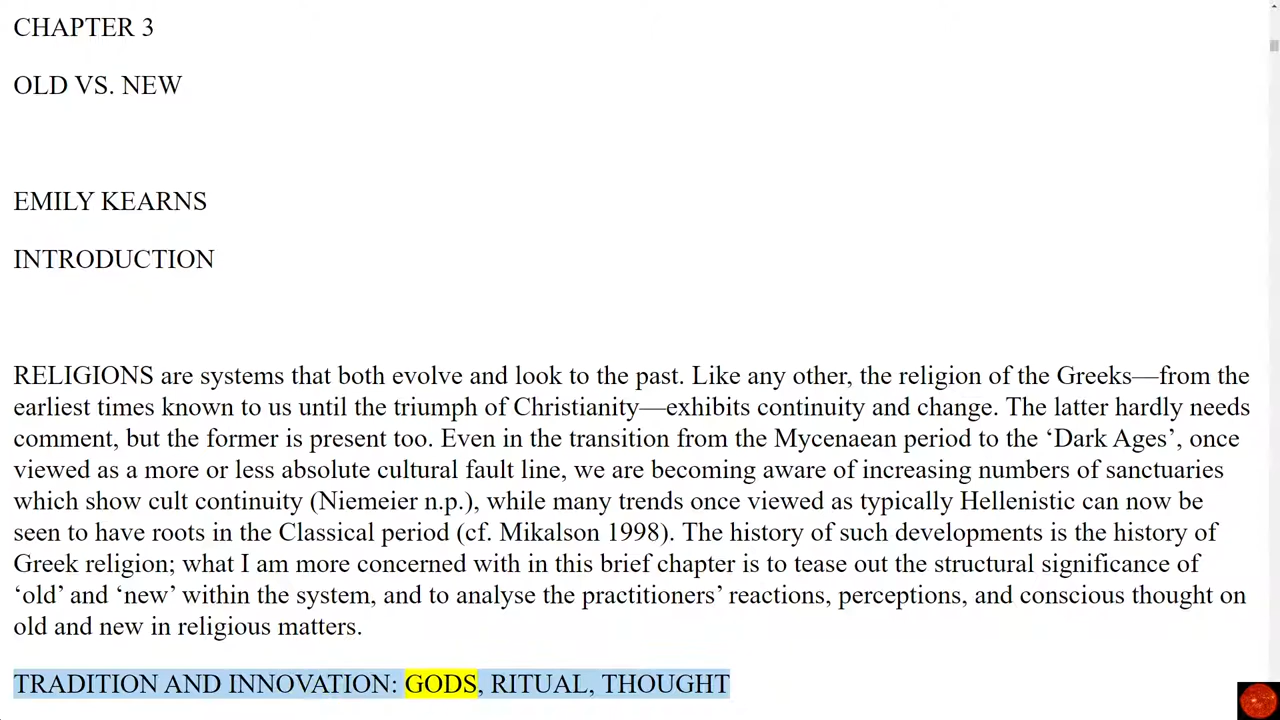 CHAPTER 3
OLD VS. NEW
EMILY KEARNS
INTRODUCTION
RELIGIONS are systems that both evolve and look to the past. Like any other, the religion of the Greeks—from the
earliest times known to us until the triumph of Christianity—exhibits continuity and change. The latter hardly needs
comment, but the former is present too. Even in the transition from the Mycenaean period to the ‘Dark Ages’, once
viewed as a more or less absolute cultural fault line, we are becoming aware of increasing numbers of sanctuaries
which show cult continuity (Niemeier n.p.), while many trends once viewed as typically Hellenistic can now be
seen to have roots in the Classical period (cf. Mikalson 1998). The history of such developments is the history of
Greek religion; what I am more concerned with in this brief chapter is to tease out the structural significance of
‘old’ and ‘new’ within the system, and to analyse the practitioners’ reactions, perceptions, and conscious thought on
old and new in religious matters.
TRADITION AND INNOVATION: GODS, RITUAL, THOUGHT